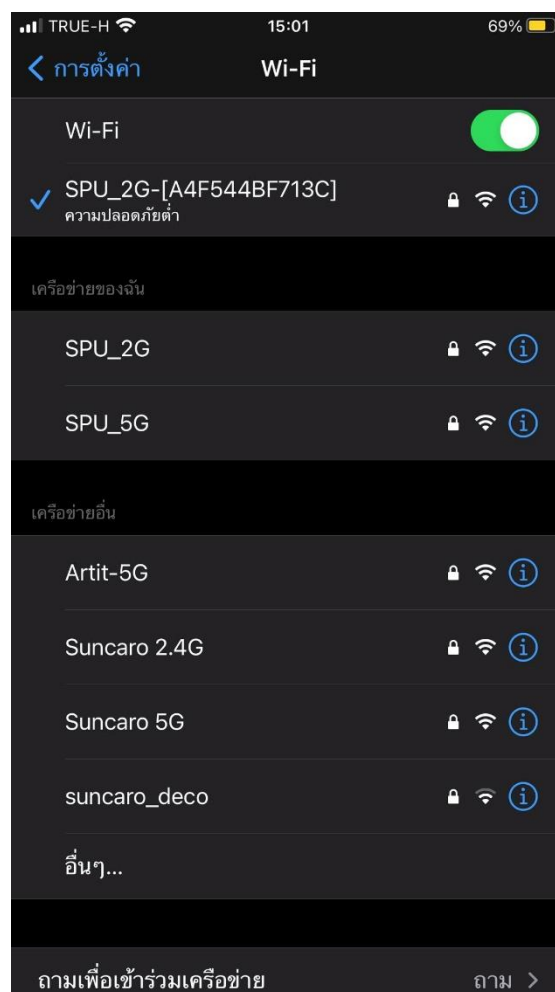 TRUE-H 15:01 69%
การตั้งค่า Wi-Fi
Wi-Fi
SPU_2G-[A4F544BF713C]
ความปลอดภัยต่ำ
เครือข่ายของฉัน
SPU_2G
SPU_5G
เครือข่ายอื่น
Artit-5G
Suncaro 2.4G
Suncaro 5G
suncaro_deco
อื่นๆ...
ถามเพื่อเข้าร่วมเครือข่าย ถาม